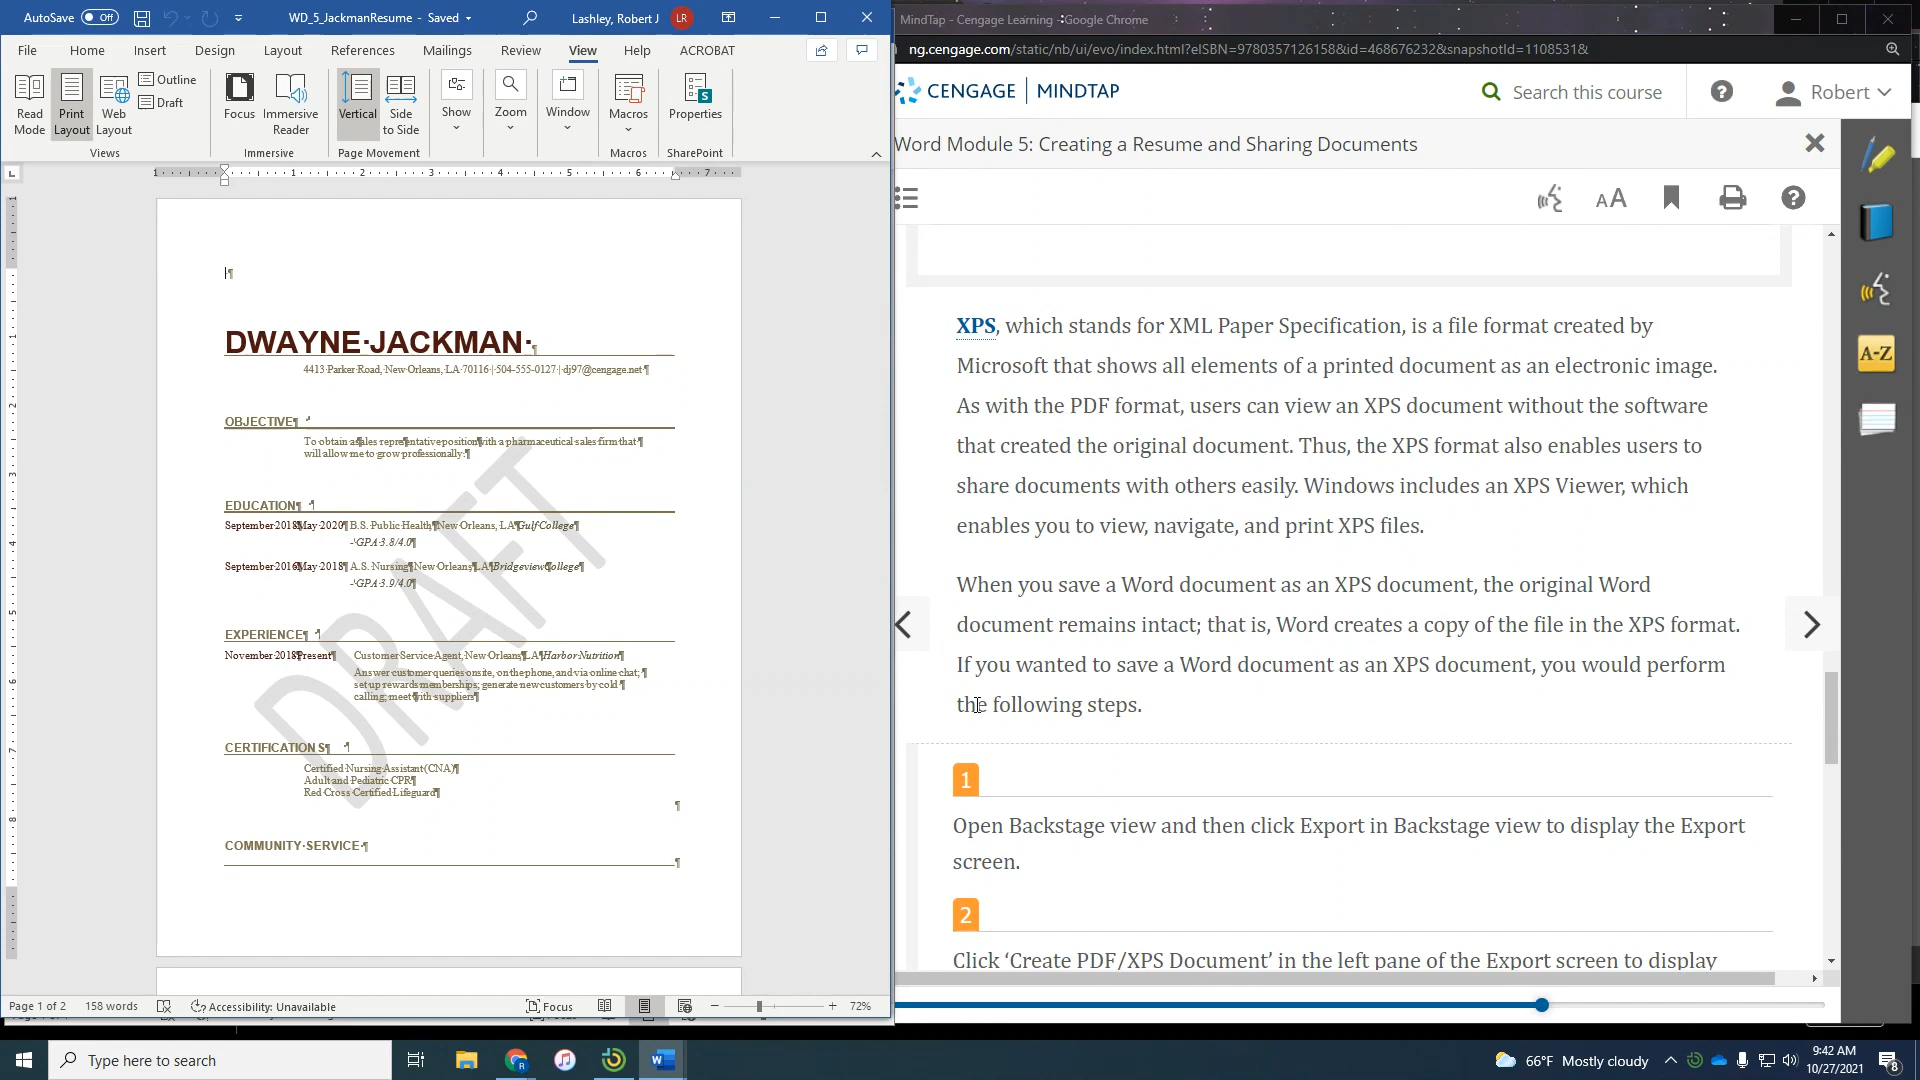 AutoSave Off WD_5_JackmanResume - Saved Lashley, Robert J LR
File Home Insert Design Layout References Mailings Review View Help ACROBAT
Read Mode
Print Layout
Web Layout
Outline
Draft
Focus
Immersive Reader
Vertical
Side to Side
Show
Zoom
Window
Macros
Properties
Views Immersive Page Movement Macros SharePoint
DWAYNE·JACKMAN·¶
4413·Parker·Road,·New·Orleans,·LA·70116·|·504-555-0127·|·dj97@cengage.net·¶
OBJECTIVE¶
To obtain a sales representative position with a pharmaceutical sales firm that
will allow me to grow professionally.¶
EDUCATION¶
September 2018 May 2020¶ B.S. Public Health New Orleans, LA Gulf College¶
- GPA 3.8/4.0¶
September 2016 May 2018¶ A.S. Nursing New Orleans LA Bridgeview College¶
- GPA 3.9/4.0¶
EXPERIENCE¶
November 2018 Present¶ Customer Service Agent, New Orleans LA Harbor Nutrition¶
Answer customer queries onsite, on the phone, and via online chat;
set up rewards memberships; generate new customers by cold
calling; meet with suppliers¶
CERTIFICATIONS¶
Certified Nursing Assistant (CNA)¶
Adult and Pediatric CPR¶
Red Cross Certified Lifeguard¶
COMMUNITY·SERVICE·¶
DRAFT
Page 1 of 2 158 words Accessibility: Unavailable Focus 72%
MindTap - Cengage Learning - Google Chrome
ng.cengage.com/static/nb/ui/evo/index.html?eISBN=9780357126158&id=468676232&snapshotId=1108531&
CENGAGE | MINDTAP
Search this course
Robert
Word Module 5: Creating a Resume and Sharing Documents
AA
A-Z
XPS, which stands for XML Paper Specification, is a file format created by
Microsoft that shows all elements of a printed document as an electronic image.
As with the PDF format, users can view an XPS document without the software
that created the original document. Thus, the XPS format also enables users to
share documents with others easily. Windows includes an XPS Viewer, which
enables you to view, navigate, and print XPS files.
When you save a Word document as an XPS document, the original Word
document remains intact; that is, Word creates a copy of the file in the XPS format.
If you wanted to save a Word document as an XPS document, you would perform
the following steps.
1
Open Backstage view and then click Export in Backstage view to display the Export
screen.
2
Click ‘Create PDF/XPS Document’ in the left pane of the Export screen to display
Type here to search
66°F Mostly cloudy
9:42 AM
10/27/2021
8